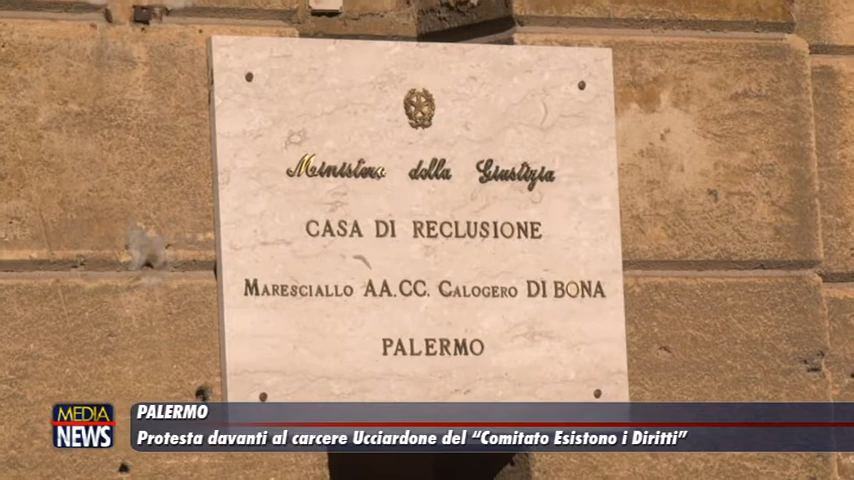 Ministero della Giustizia
CASA DI RECLUSIONE
MARESCIALLO AA.CC. CALOGERO DI BONA
PALERMO
MEDIA
NEWS
PALERMO
Protesta davanti al carcere Ucciardone del “Comitato Esistono i Diritti”